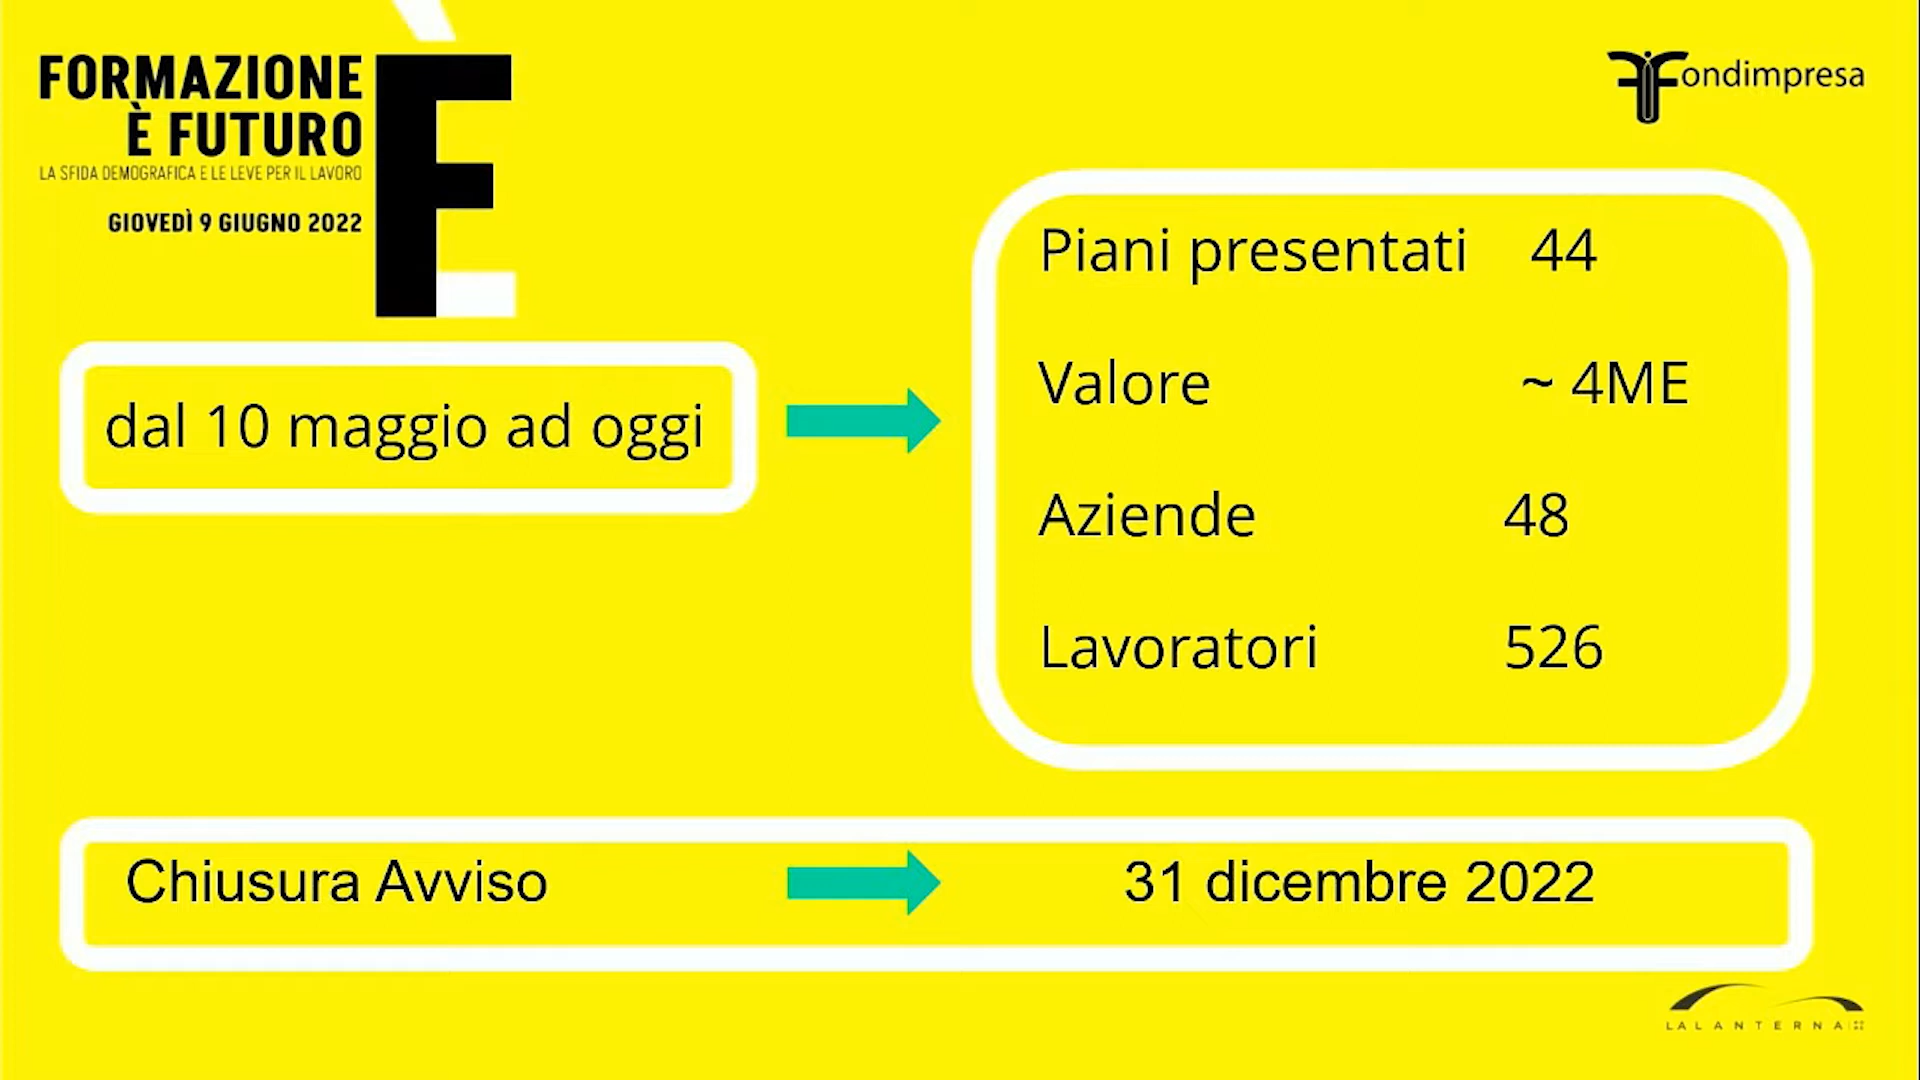 FORMAZIONE
È FUTURO
LA SFIDA DEMOGRAFICA E LE LEVE PER IL LAVORO
GIOVEDÌ 9 GIUGNO 2022
È
Fondimpresa
dal 10 maggio ad oggi
Piani presentati 44
Valore ~ 4ME
Aziende 48
Lavoratori 526
Chiusura Avviso 31 dicembre 2022
LALANTERNA